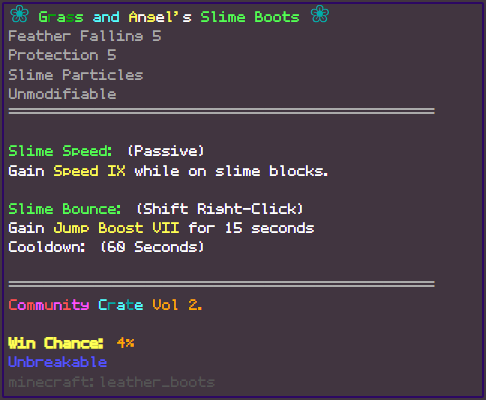 ❀ Grass and Angel's Slime Boots ❀
Feather Falling 5
Protection 5
Slime Particles
Unmodifiable
Slime Speed: (Passive)
Gain Speed IX while on slime blocks.
Slime Bounce: (Shift Right-Click)
Gain Jump Boost VII for 15 seconds
Cooldown: (60 Seconds)
Community Crate Vol 2.
Win Chance: 4%
Unbreakable
minecraft:leather_boots